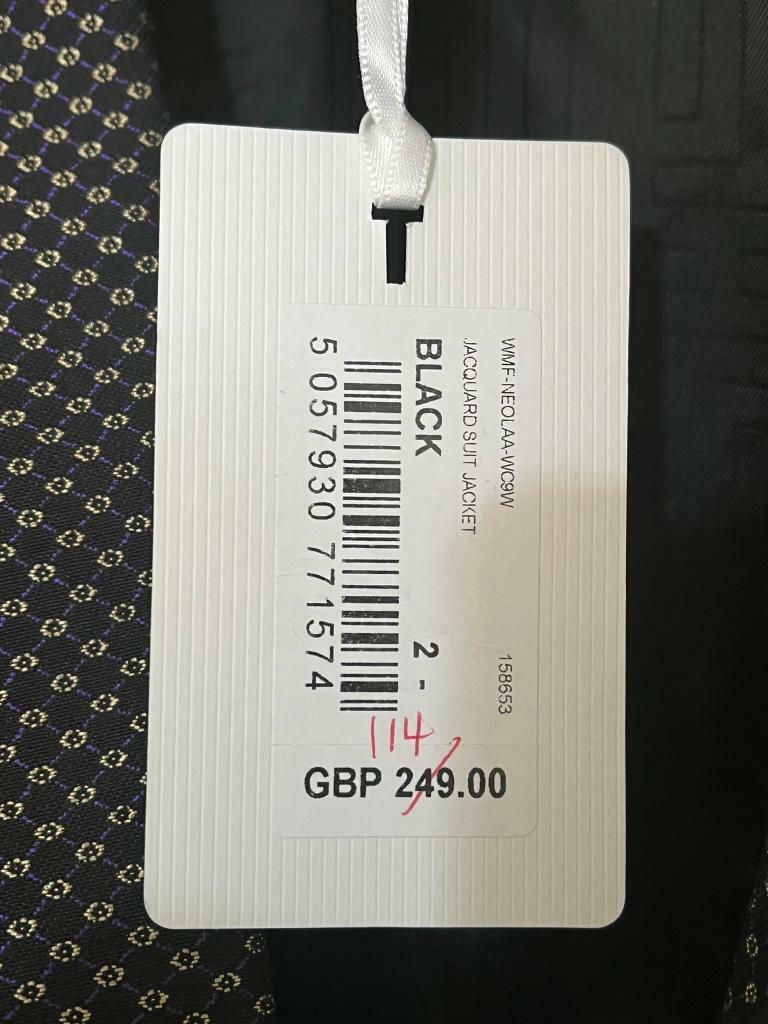 WMF-NEOLAA-WC9W 158653
JACQUARD SUIT JACKET
BLACK 2 -
5 057930 771574
114
GBP 249.00